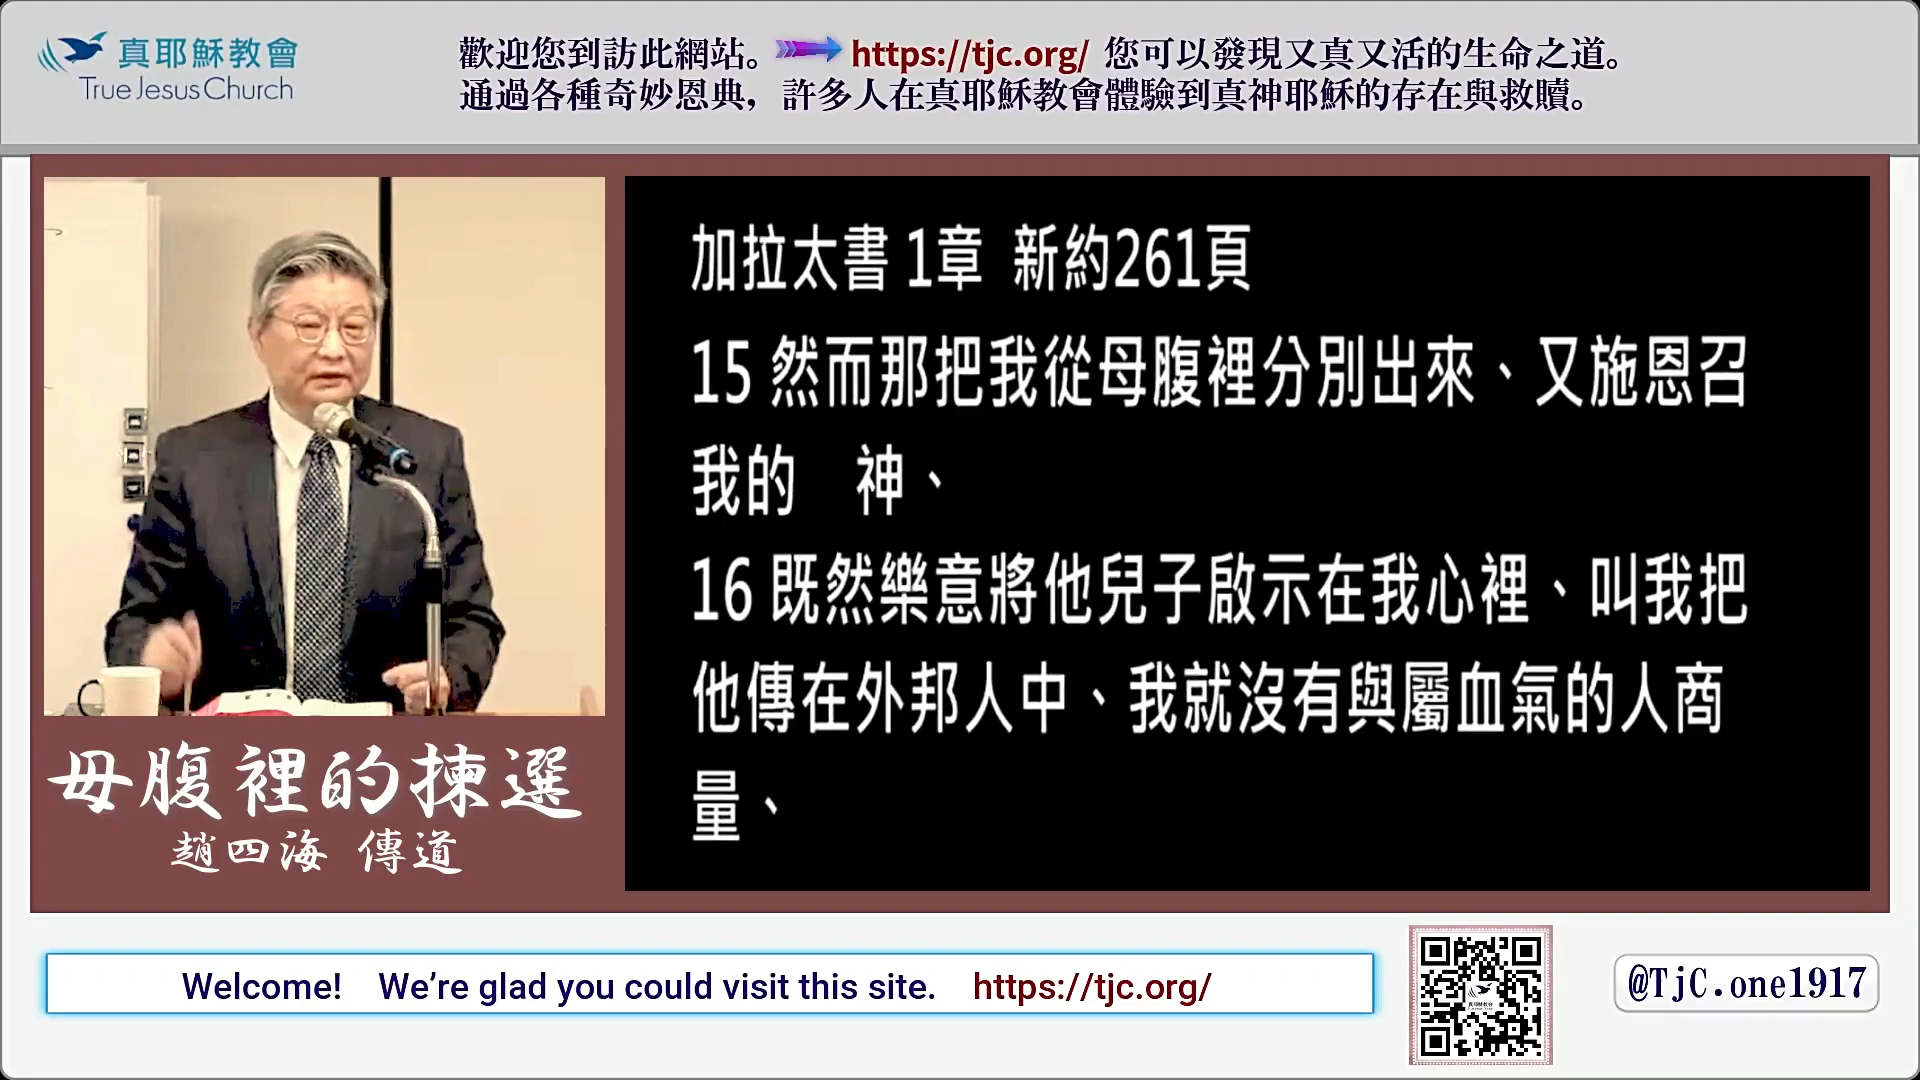 真耶穌教會
True Jesus Church
歡迎您到訪此網站。 https://tjc.org/ 您可以發現又真又活的生命之道。
通過各種奇妙恩典，許多人在真耶穌教會體驗到真神耶穌的存在與救贖。
加拉太書 1章 新約261頁
15 然而那把我從母腹裡分別出來、又施恩召
我的　神、
16 既然樂意將他兒子啟示在我心裡、叫我把
他傳在外邦人中、我就沒有與屬血氣的人商
量、
母腹裡的揀選
趙四海 傳道
Welcome! We're glad you could visit this site. https://tjc.org/
@TjC.one1917